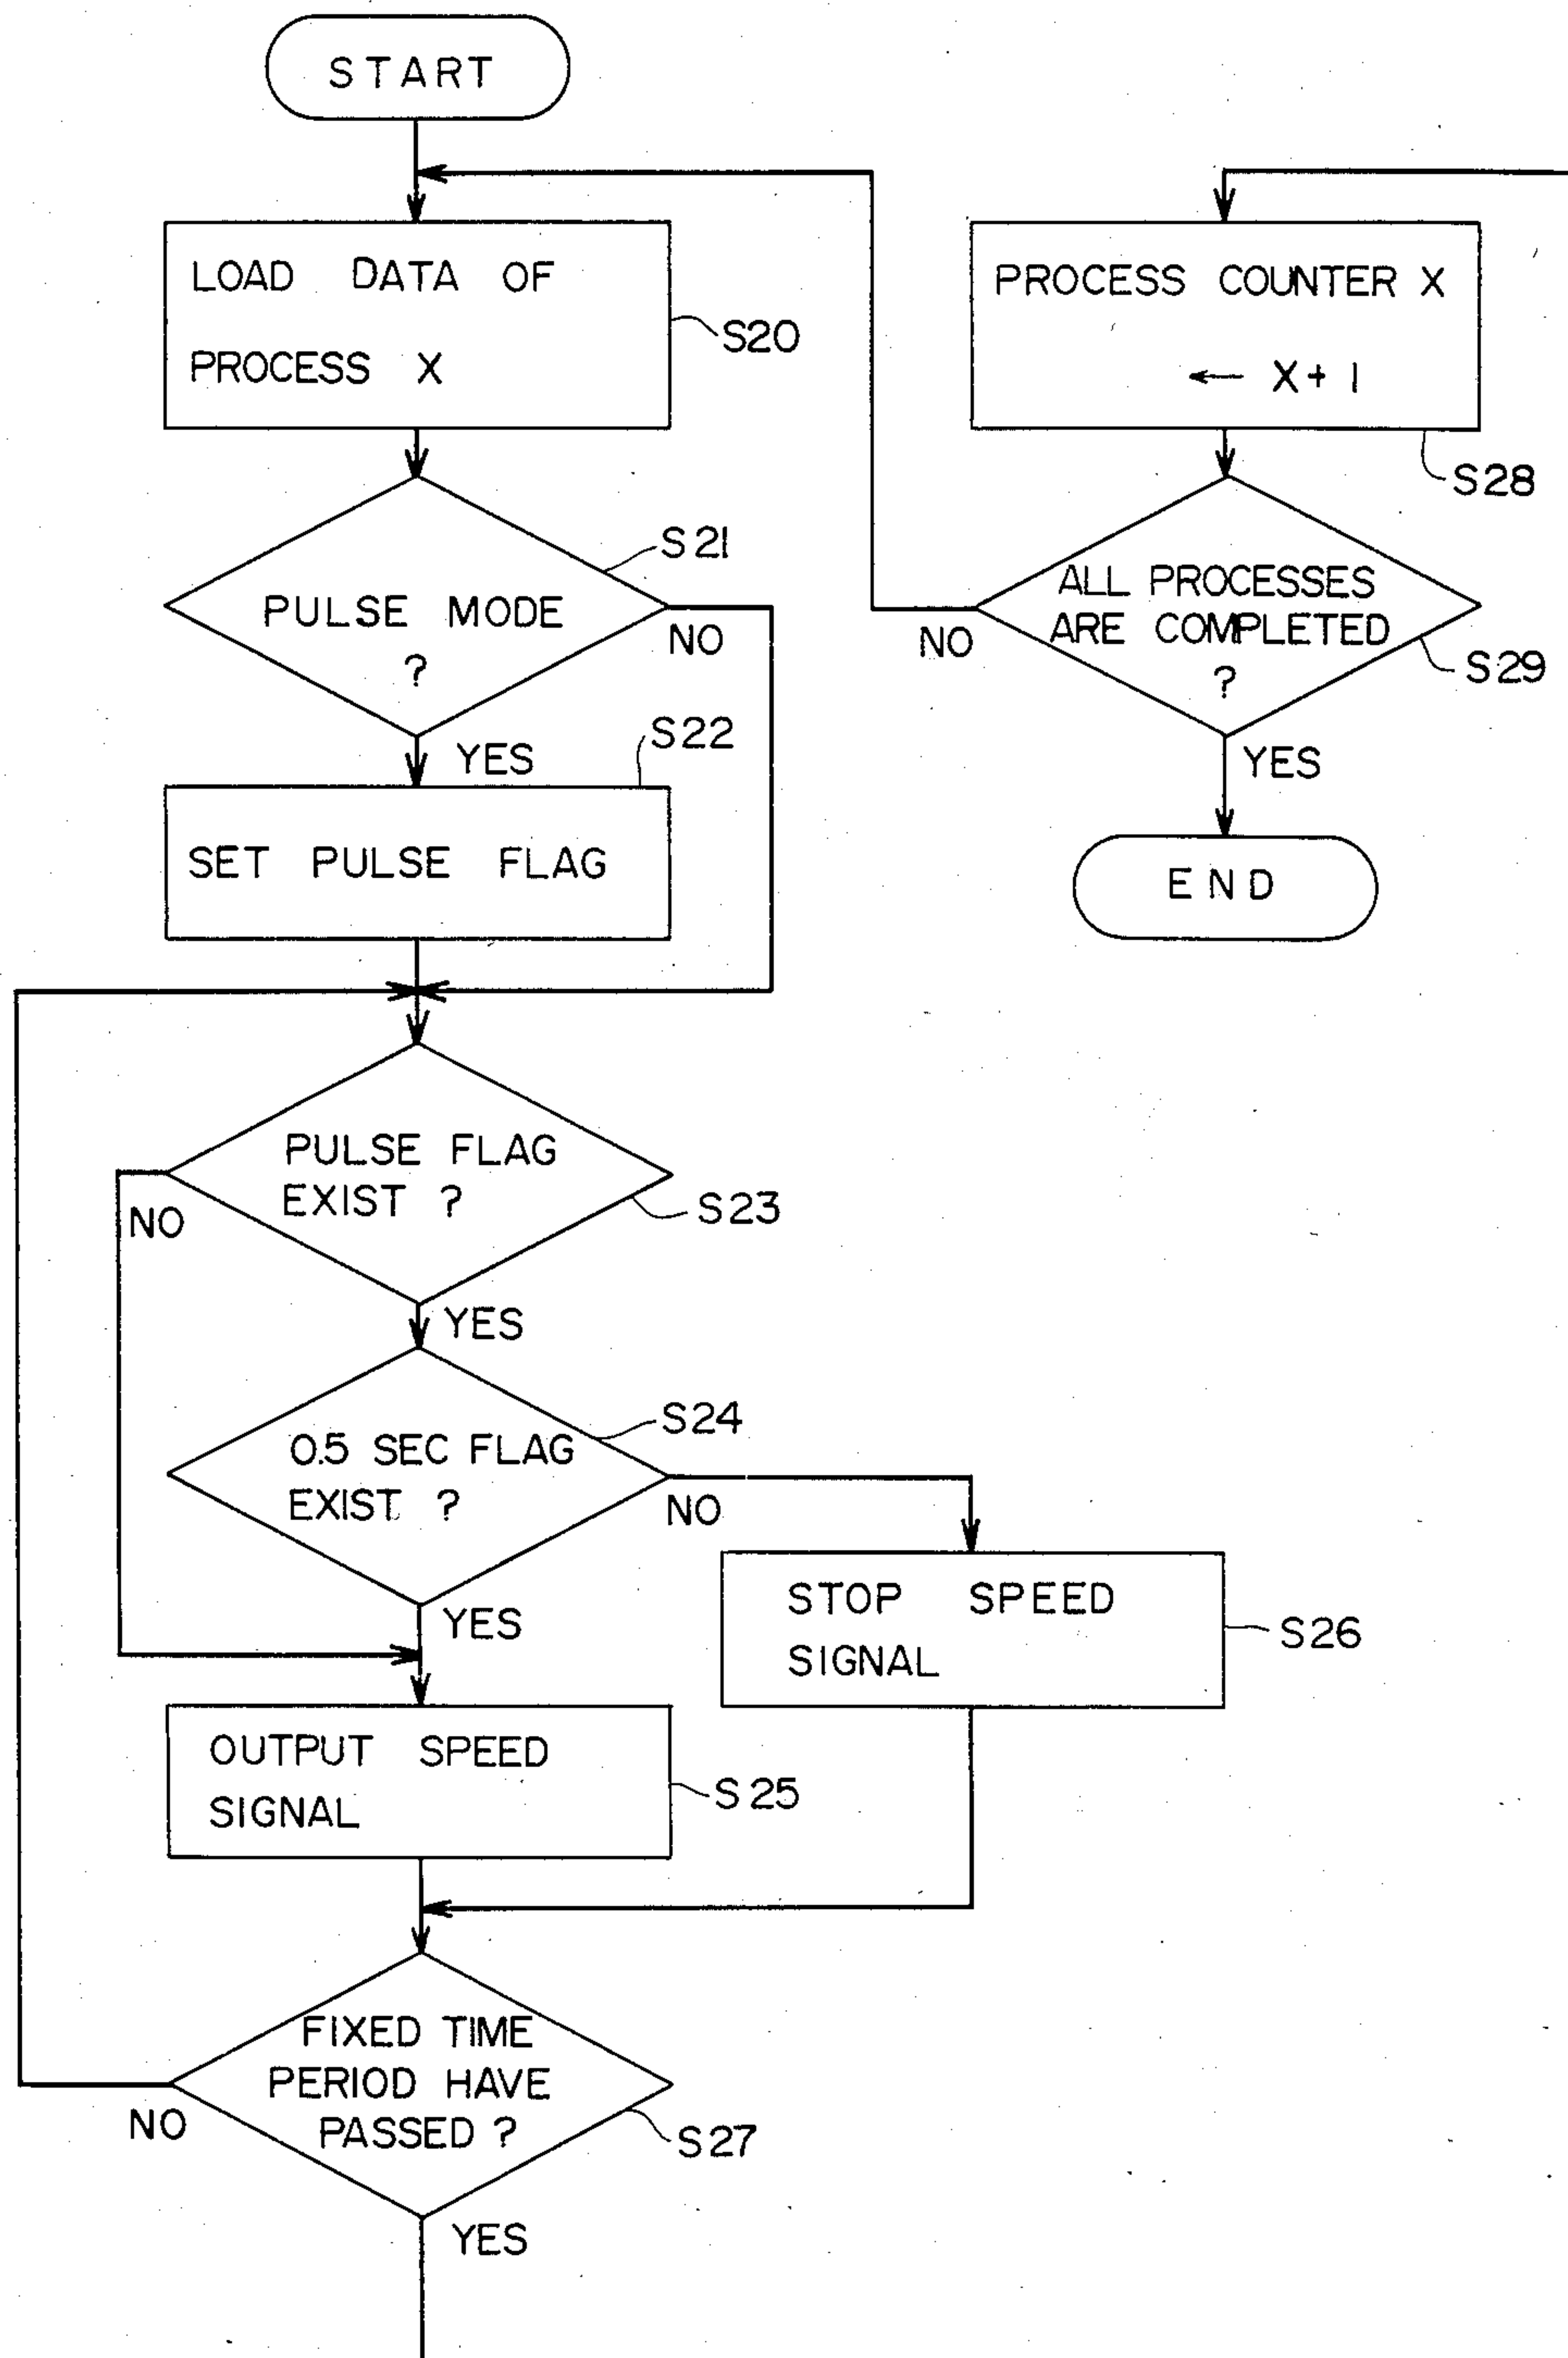 START
LOAD DATA OF
PROCESS X
S20
S21
PULSE MODE
?
NO
YES
S22
SET PULSE FLAG
PULSE FLAG
EXIST ?
S23
NO
YES
S24
0.5 SEC FLAG
EXIST ?
NO
YES
STOP SPEED
SIGNAL
S26
OUTPUT SPEED
SIGNAL
S25
FIXED TIME
PERIOD HAVE
PASSED ?
S27
NO
YES
PROCESS COUNTER X
← X+1
S28
ALL PROCESSES
ARE COMPLETED
?
S29
NO
YES
END